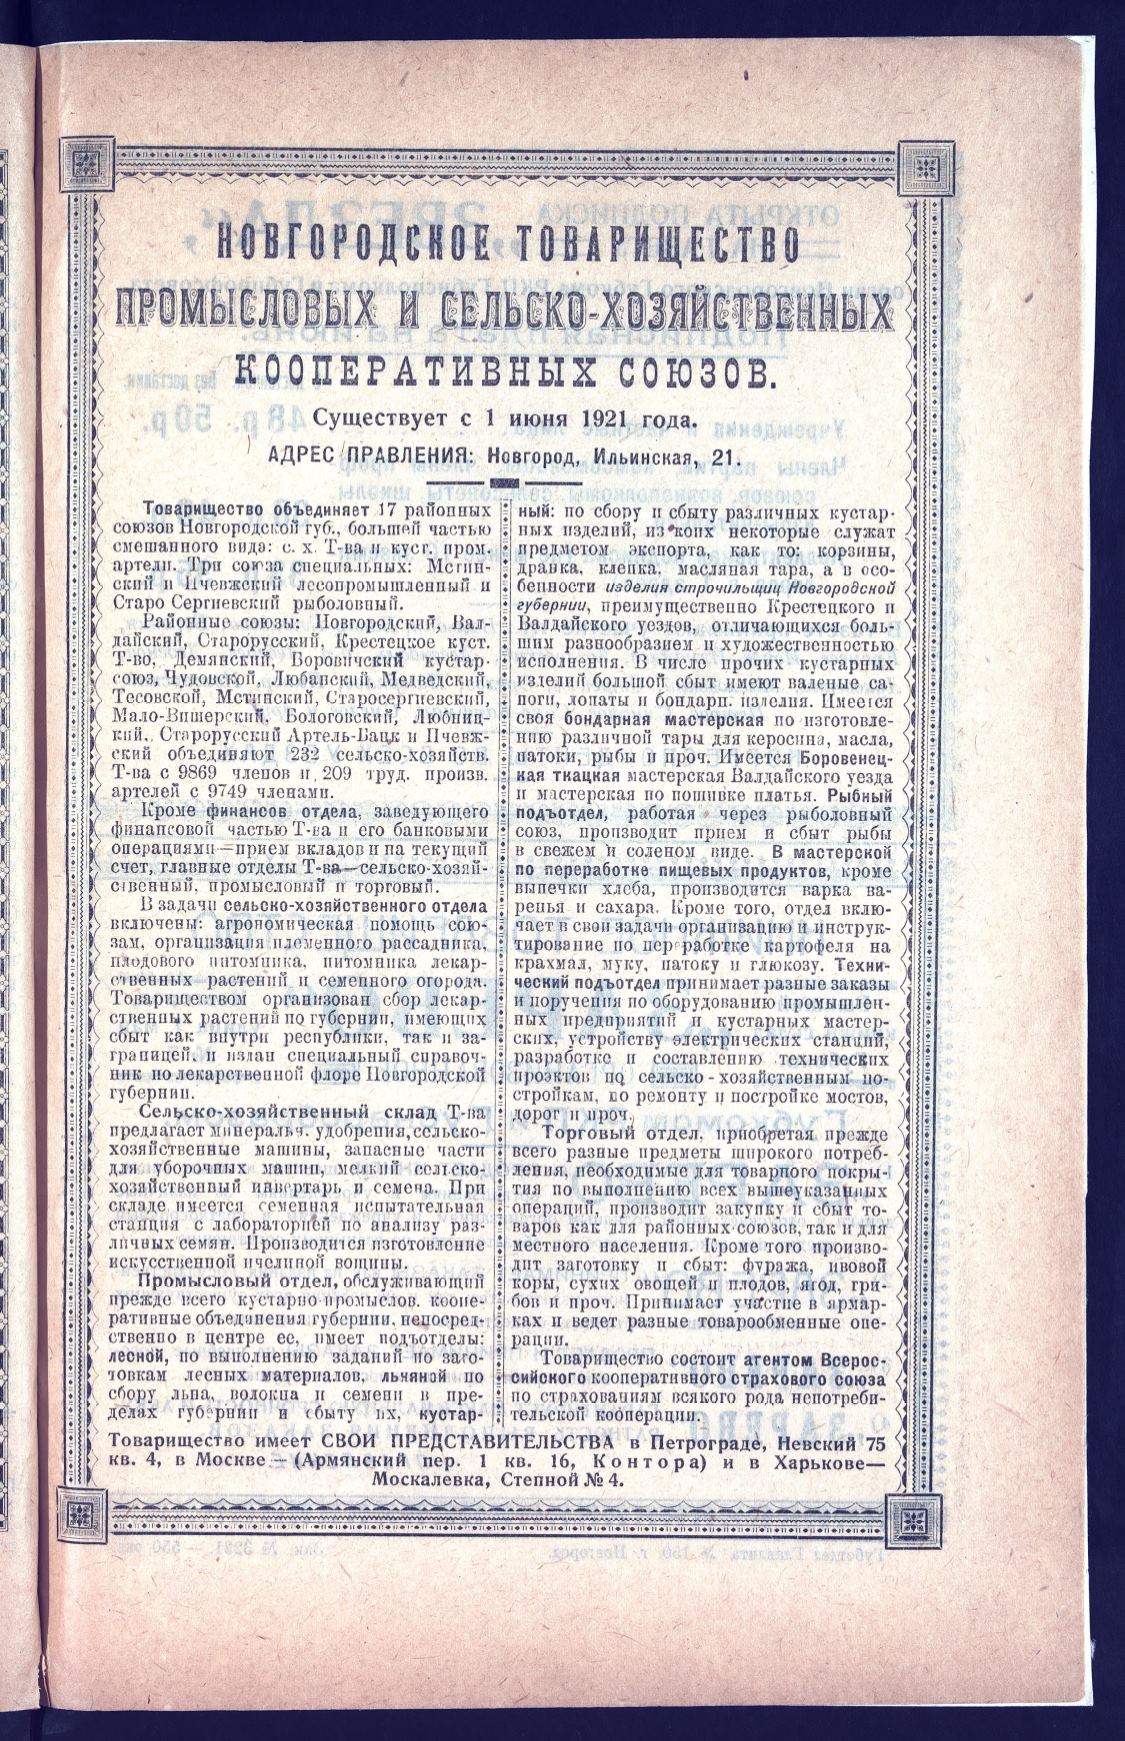 НОВГОРОДСКОЕ ТОВАРИЩЕСТВО
ПРОМЫСЛОВЫХ И СЕЛЬСКО-ХОЗЯЙСТВЕННЫХ
КООПЕРАТИВНЫХ СОЮЗОВ.
Существует с 1 июня 1921 года.
АДРЕС ПРАВЛЕНИЯ: Новгород, Ильинская, 21.
Товарищество объединяет 17 районных
союзов Новгородской губ., большей частью
смешанного вида: с. х. Т-ва и куст. пром.
артели. Три союза специальных: Мстин-
ский и Пчевжский лесопромышленный и
Старо Сергиевский рыболовный.
Районные союзы: Новгородский, Вал-
дайский, Старорусский, Крестецкое куст.
Т-во, Демянский, Боровичский кустар-
союз, Чудовской, Любанский, Медведский,
Тесовской, Мстинский, Старосергиевский,
Мало-Вишерский, Бологовский, Любниц-
кий, Старорусский Артель-Банк и Пчевж-
ский объединяют 232 сельско-хозяйств.
Т-ва с 9869 членов и 209 труд. произв.
артелей с 9749 членами.
Кроме финансов отдела, заведующего
финансовой частью Т-ва и его банковыми
операциями—прием вкладов и на текущий
счет, главные отделы Т-ва—сельско-хозяй-
ственный, промысловый и торговый.
В задачи сельско-хозяйственного отдела
включены: агрономическая помощь сою-
зам, организация племенного рассадника,
плодового питомника, питомника лекар-
ственных растений и семенного огорода.
Товариществом организован сбор лекар-
ственных растений по губернии, имеющих
сбыт как внутри республики, так и за-
границей, и издан специальный справоч-
ник по лекарственной флоре Новгородской
губернии.
Сельско-хозяйственный склад Т-ва
предлагает минеральч. удобрения, сельско-
хозяйственные машины, запасные части
для уборочных машин, мелкий сельско-
хозяйственный инвертарь и семена. При
складе имеется семенная испытательная
станция с лабораторией по анализу раз-
личных семян. Производится изготовление
искусственной пчелиной вощины.
Промысловый отдел, обслуживающий
прежде всего кустарно-промыслов. коопе-
ративные объединения губернии, непосред-
ственно в центре ее, имеет подъотделы:
лесной, по выполнению заданий по заго-
товкам лесных материалов, льняной по
сбору льна, волокна и семени в пре-
делах губернии и сбыту их, кустар-
ный: по сбору и сбыту различных кустар-
ных изделий, из коих некоторые служат
предметом экспорта, как то: корзины,
дранка, клепка, масляная тара, а в осо-
бенности изделия строчильщиц Новгородской
губернии, преимущественно Крестецкого и
Валдайского уездов, отличающихся боль-
шим разнообразием и художественностью
исполнения. В число прочих кустарных
изделий большой сбыт имеют валеные са-
поги, лопаты и бондарн. изделия. Имеется
своя бондарная мастерская по изготовле-
нию различной тары для керосина, масла,
патоки, рыбы и проч. Имеется Боровенец-
кая ткацкая мастерская Валдайского уезда
и мастерская по пошивке платья. Рыбный
подъотдел, работая через рыболовный
союз, производит прием и сбыт рыбы
в свежем и соленом виде. В мастерской
по переработке пищевых продуктов, кроме
выпечки хлеба, производится варка ва-
ренья и сахара. Кроме того, отдел вклю-
чает в свои задачи организацию и инструк-
тирование по переработке картофеля на
крахмал, муку, патоку и глюкозу. Техни-
ческий подъотдел принимает разные заказы
и поручения по оборудованию промышлен-
ных предприятий и кустарных мастер-
ских, устройству электрических станций,
разработке и составлению технических
проэктов по сельско-хозяйственным по-
стройкам, по ремонту и постройке мостов,
дорог и проч.
Торговый отдел, приобретая прежде
всего разные предметы широкого потреб-
ления, необходимые для товарного покры-
тия по выполнению всех вышеуказанных
операций, производит закупку и сбыт то-
варов как для районных союзов, так и для
местного населения. Кроме того произво-
дит заготовку и сбыт: фуража, ивовой
коры, сухих овощей и плодов, ягод, гри-
бов и проч. Принимает участие в ярмар-
ках и ведет разные товарообменные опе-
рации.
Товарищество состоит агентом Всерос-
сийского кооперативного страхового союза
по страхованиям всякого рода непотреби-
тельской кооперации.
Товарищество имеет СВОИ ПРЕДСТАВИТЕЛЬСТВА в Петрограде, Невский 75
кв. 4, в Москве—(Армянский пер. 1 кв. 16, Контора) и в Харькове—
Москалевка, Степной № 4.